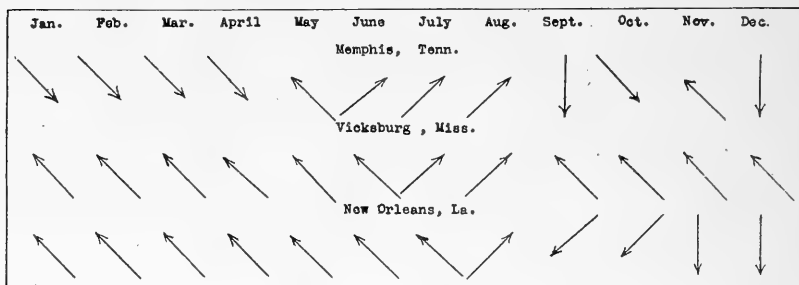 Jan. Feb. Mar. April May June July Aug. Sept. Oct. Nov. Dec.
Memphis, Tenn.
Vicksburg , Miss.
New Orleans, La.